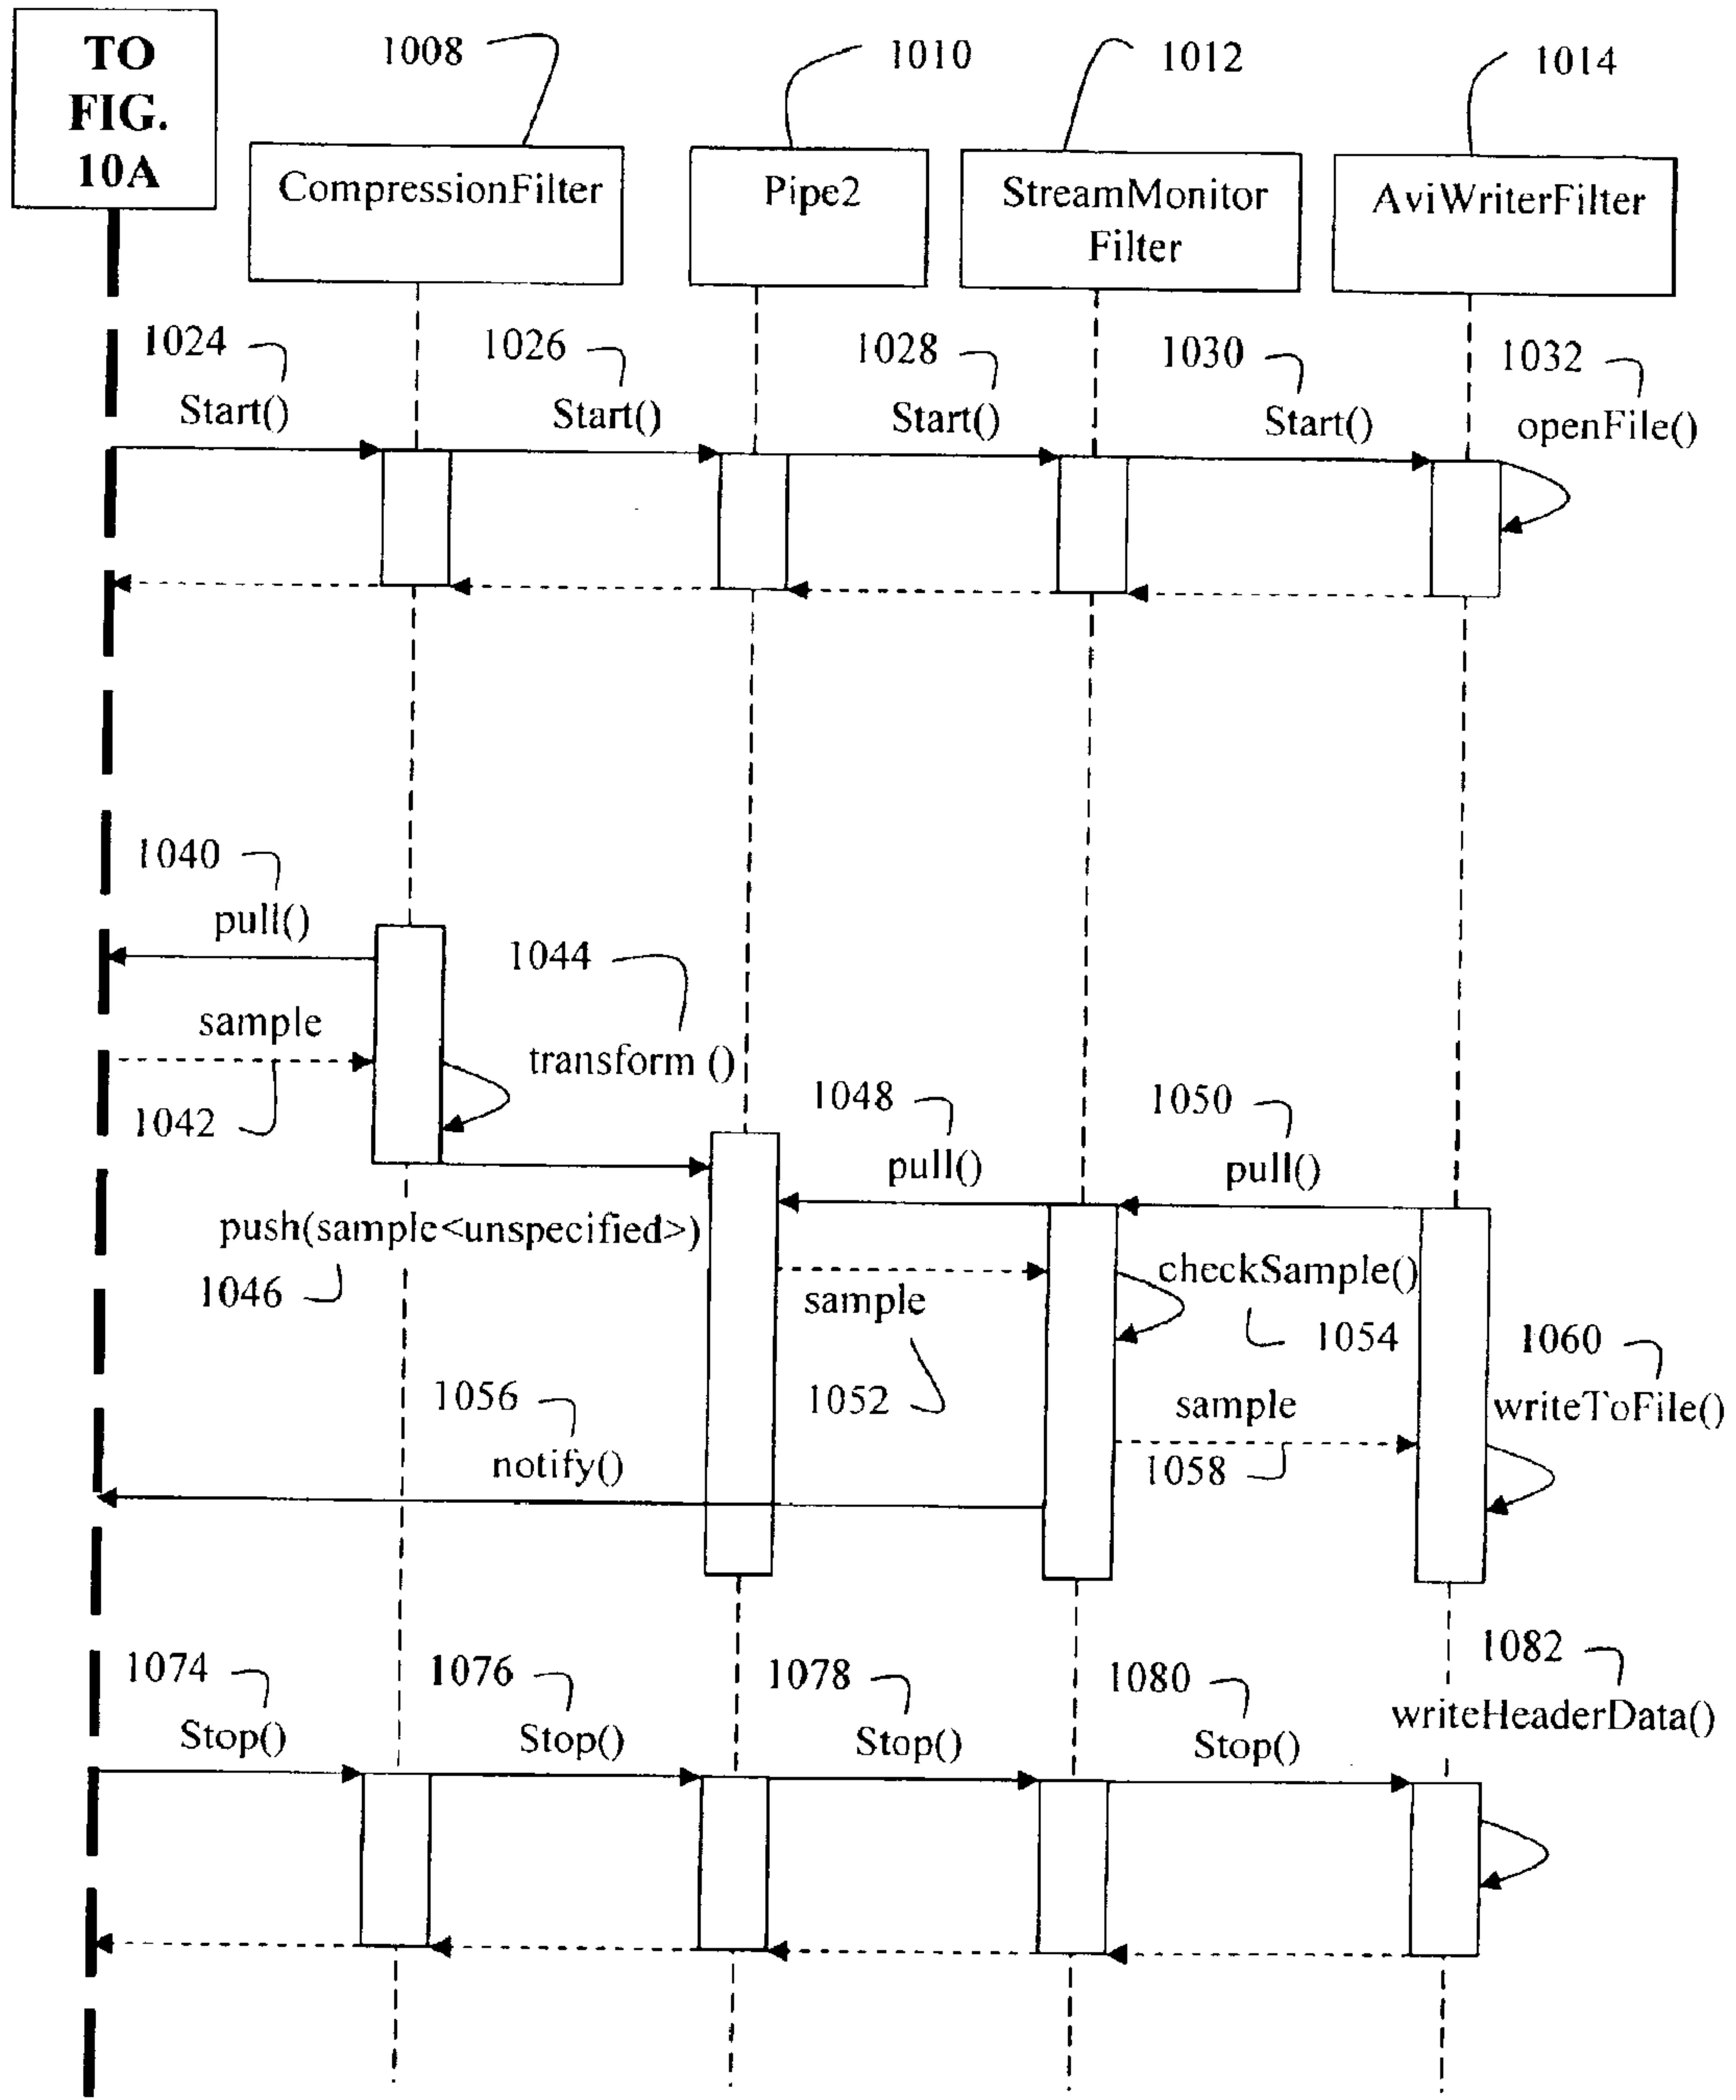 TO
FIG.
10A
1008
1010
1012
1014
CompressionFilter
Pipe2
StreamMonitor
Filter
AviWriterFilter
1024
1026
1028
1030
1032
Start()
Start()
Start()
Start()
openFile()
1040
pull()
1044
sample
transform ()
1042
1048
1050
pull()
pull()
push(sample<unspecified>)
1046
sample
checkSample()
1054
1060
1056
1052
sample
writeToFile()
notify()
1058
1074
1076
1078
1080
1082
Stop()
Stop()
Stop()
Stop()
writeHeaderData()